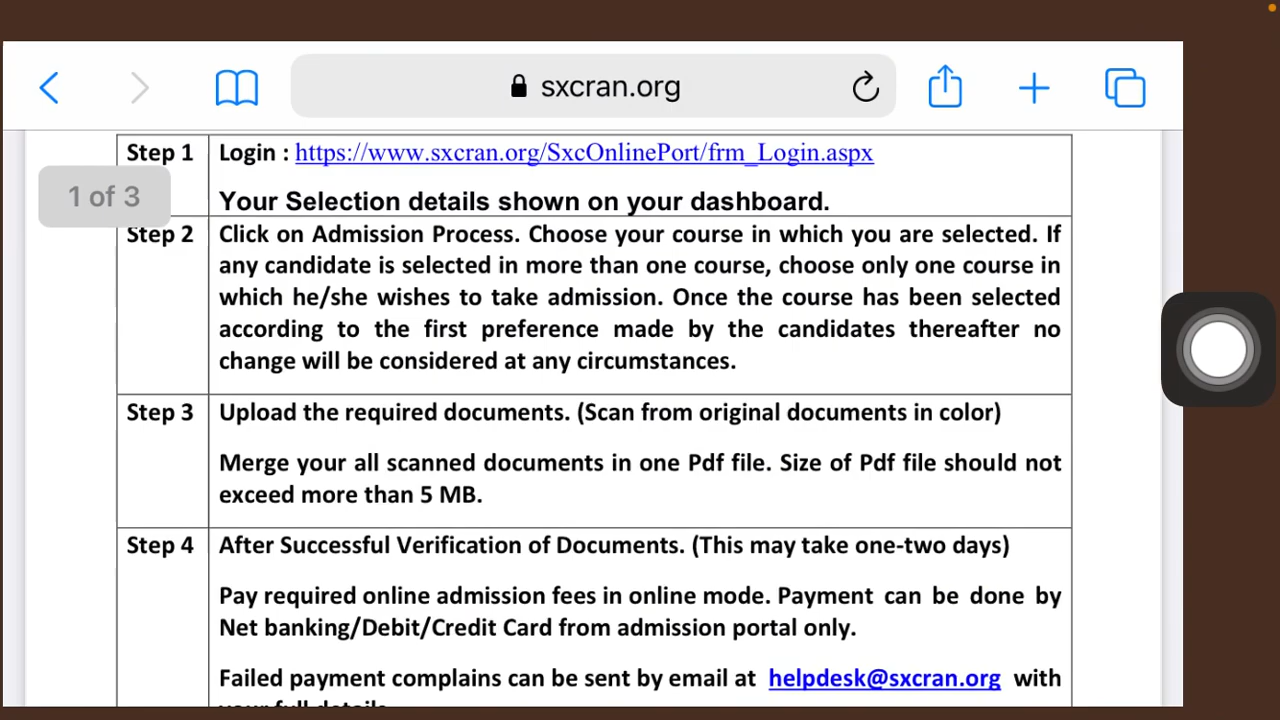 sxcran.org
1 of 3
Step 1 Login : https://www.sxcran.org/SxcOnlinePort/frm_Login.aspx
Your Selection details shown on your dashboard.
Step 2 Click on Admission Process. Choose your course in which you are selected. If
any candidate is selected in more than one course, choose only one course in
which he/she wishes to take admission. Once the course has been selected
according to the first preference made by the candidates thereafter no
change will be considered at any circumstances.
Step 3 Upload the required documents. (Scan from original documents in color)
Merge your all scanned documents in one Pdf file. Size of Pdf file should not
exceed more than 5 MB.
Step 4 After Successful Verification of Documents. (This may take one-two days)
Pay required online admission fees in online mode. Payment can be done by
Net banking/Debit/Credit Card from admission portal only.
Failed payment complains can be sent by email at helpdesk@sxcran.org with
your full details